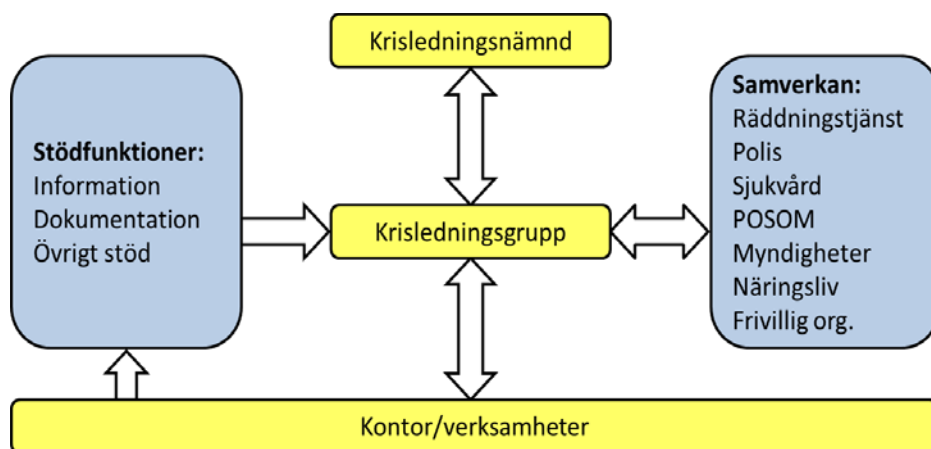 Krisledningsnämnd
Stödfunktioner:
Information
Dokumentation
Övrigt stöd
Krisledningsgrupp
Samverkan:
Räddningstjänst
Polis
Sjukvård
POSOM
Myndigheter
Näringsliv
Frivillig org.
Kontor/verksamheter